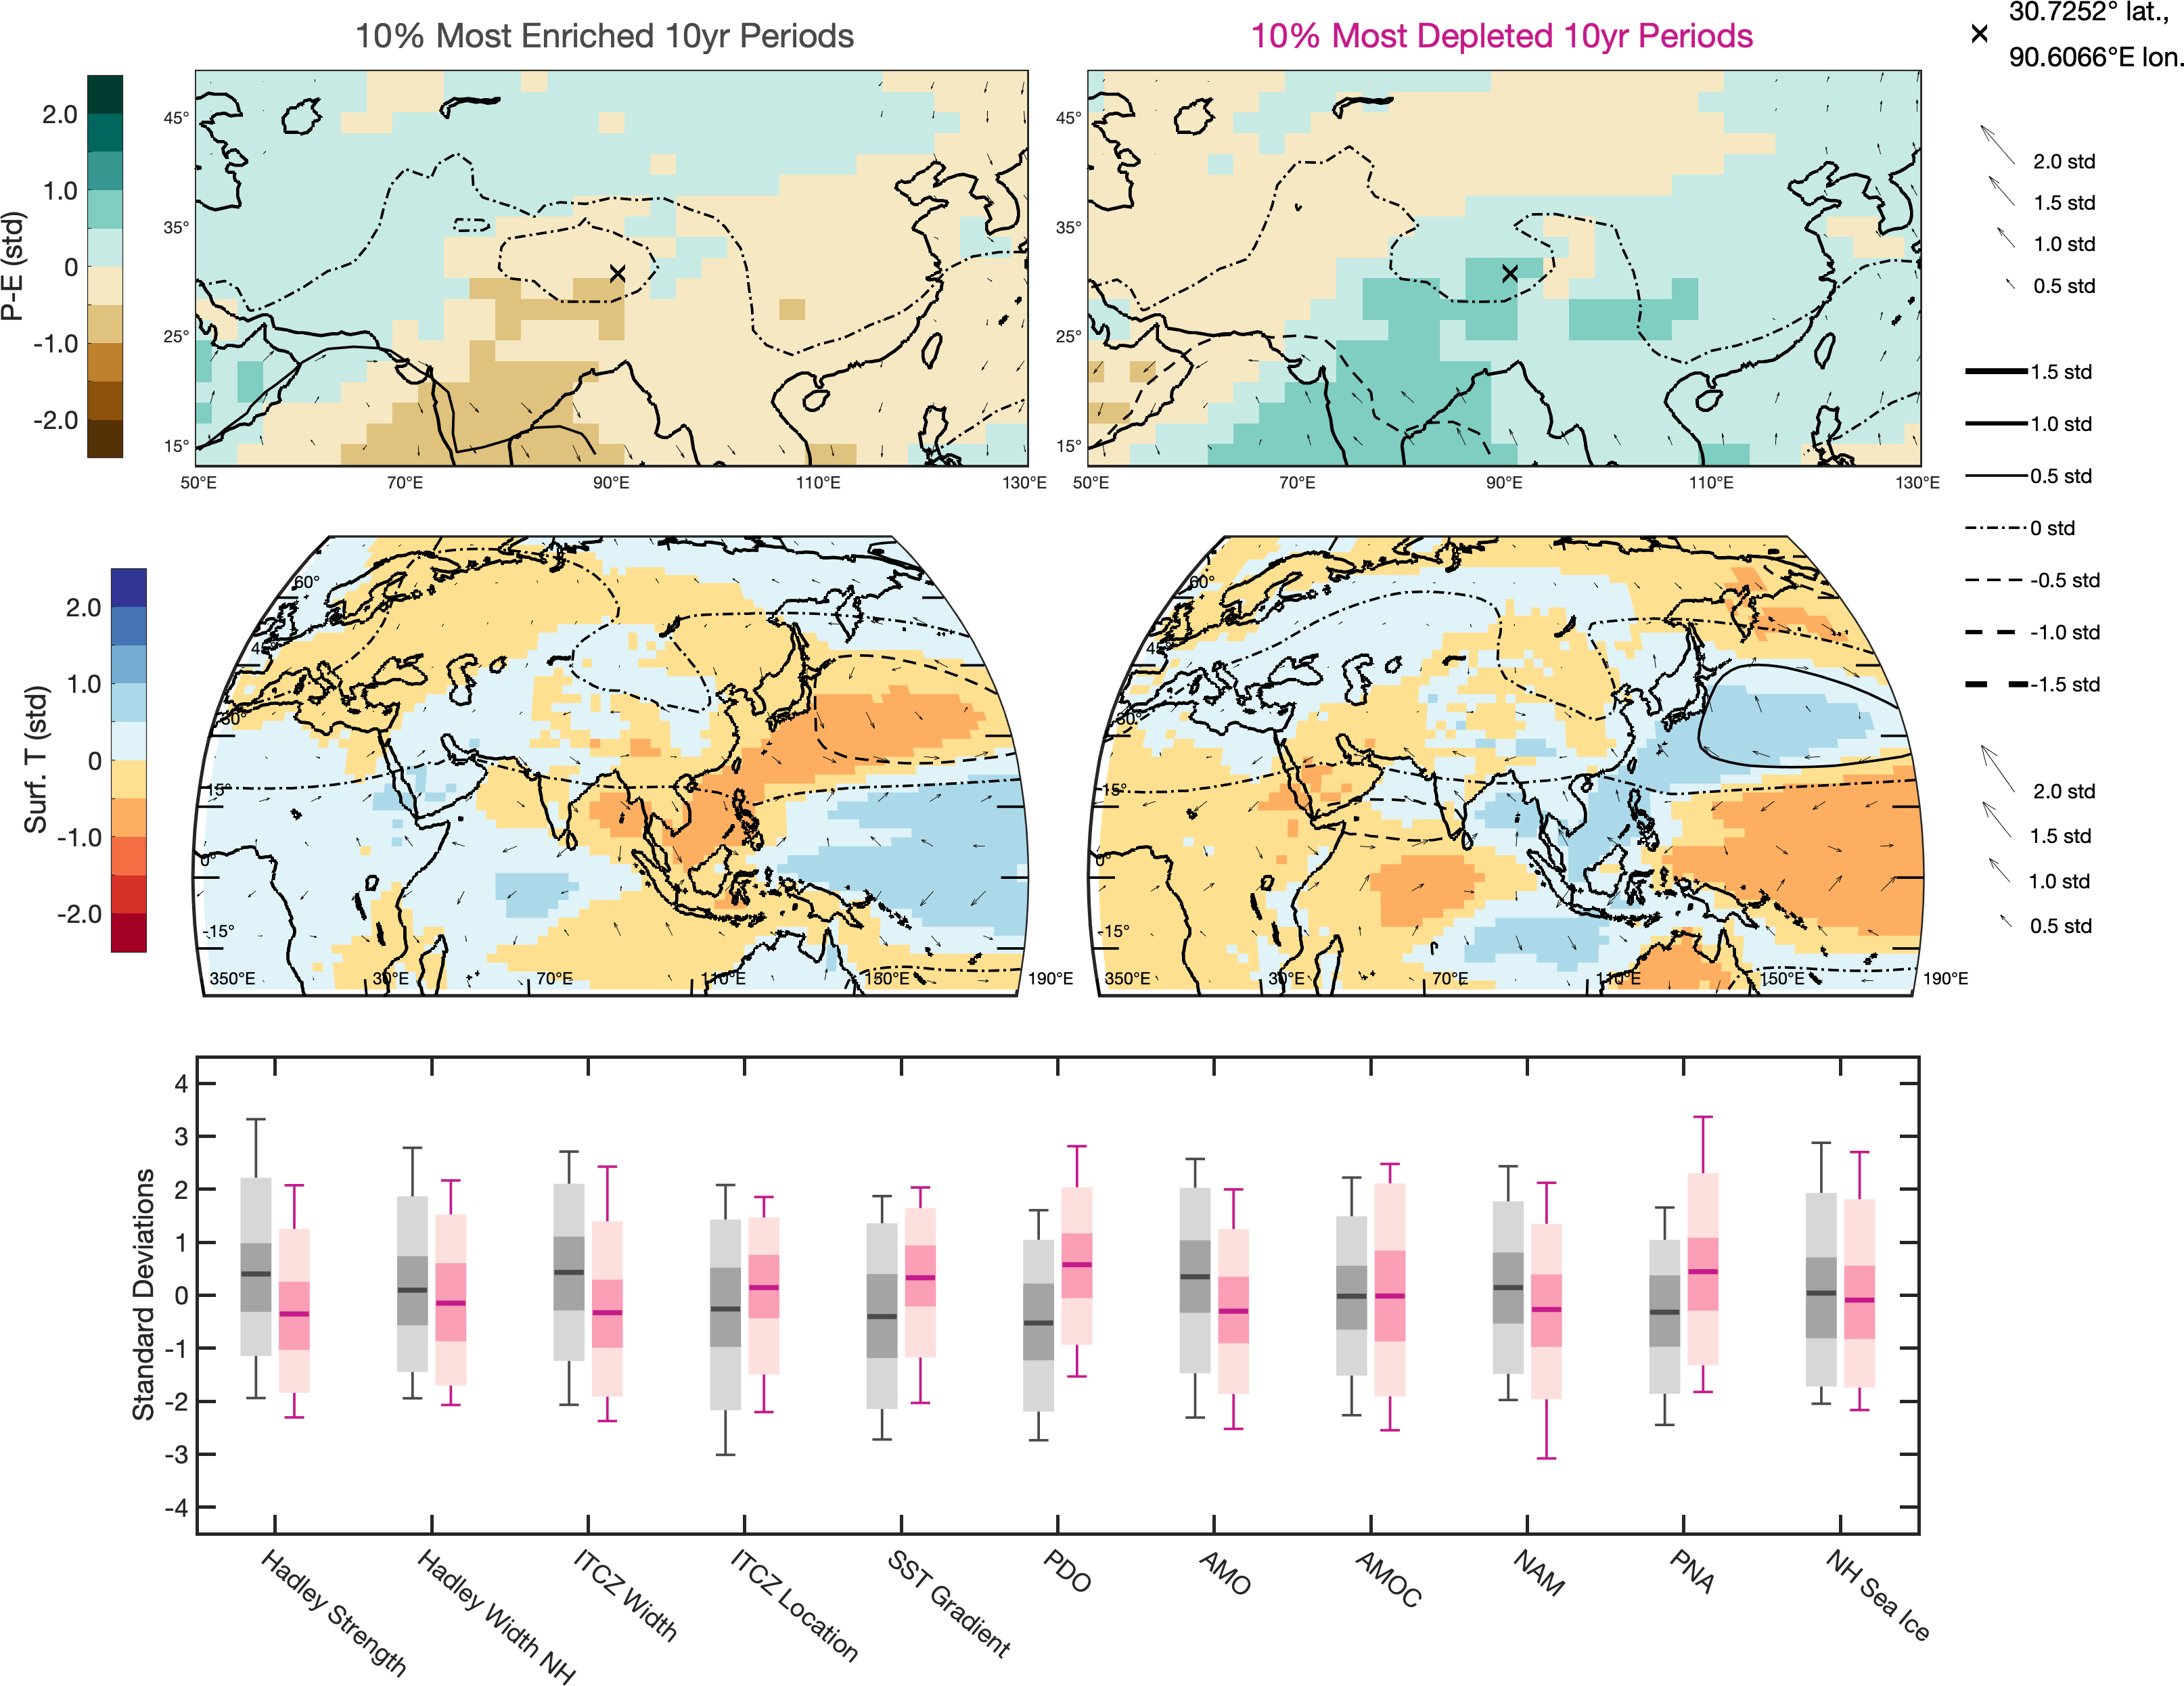 10% Most Enriched 10yr Periods
10% Most Depleted 10yr Periods
30.7252° lat.,
90.6066°E lon.
P-E (std)
2.0
1.0
0
-1.0
-2.0
45°
35°
25°
15°
50°E
70°E
90°E
110°E
130°E
45°
35°
25°
15°
50°E
70°E
90°E
110°E
130°E
2.0 std
1.5 std
1.0 std
0.5 std
1.5 std
1.0 std
0.5 std
0 std
-0.5 std
-1.0 std
-1.5 std
Surf. T (std)
2.0
1.0
0
-1.0
-2.0
60°
45°
30°
15°
0°
-15°
350°E
30°E
70°E
110°E
150°E
190°E
60°
45°
30°
15°
0°
-15°
350°E
30°E
70°E
110°E
150°E
190°E
2.0 std
1.5 std
1.0 std
0.5 std
Standard Deviations
4
3
2
1
0
-1
-2
-3
-4
Hadley Strength
Hadley Width NH
ITCZ Width
ITCZ Location
SST Gradient
PDO
AMO
AMOC
NAM
PNA
NH Sea Ice